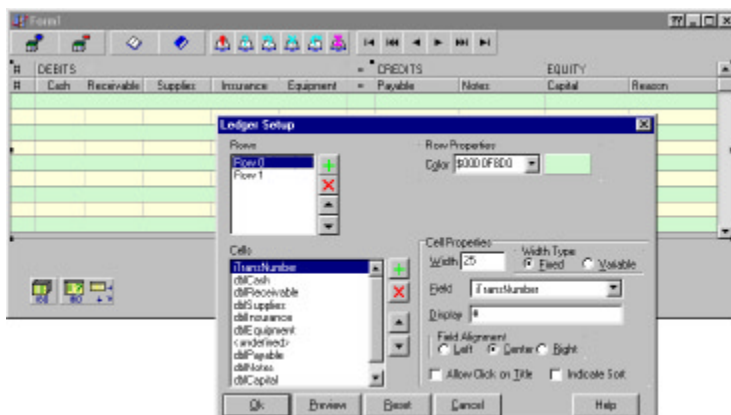 Form1
# DEBITS = CREDITS EQUITY
# Cash Receivable Supplies Insurance Equipment = Payable Notes Capital Reason
Ledger Setup
Rows
Row 0
Row 1
Row Properties
Color
Cells
iTransNumber
dblCash
dblReceivable
dblSupplies
dblInsurance
dblEquipment
<undefined>
dblPayable
dblNotes
dblCapital
Cell Properties
Width 25
Width Type
Fixed Variable
Field iTransNumber
Display #
Field Alignment
Left Center Right
Allow Click on Title Indicate Sort
Ok Preview Reset Cancel Help